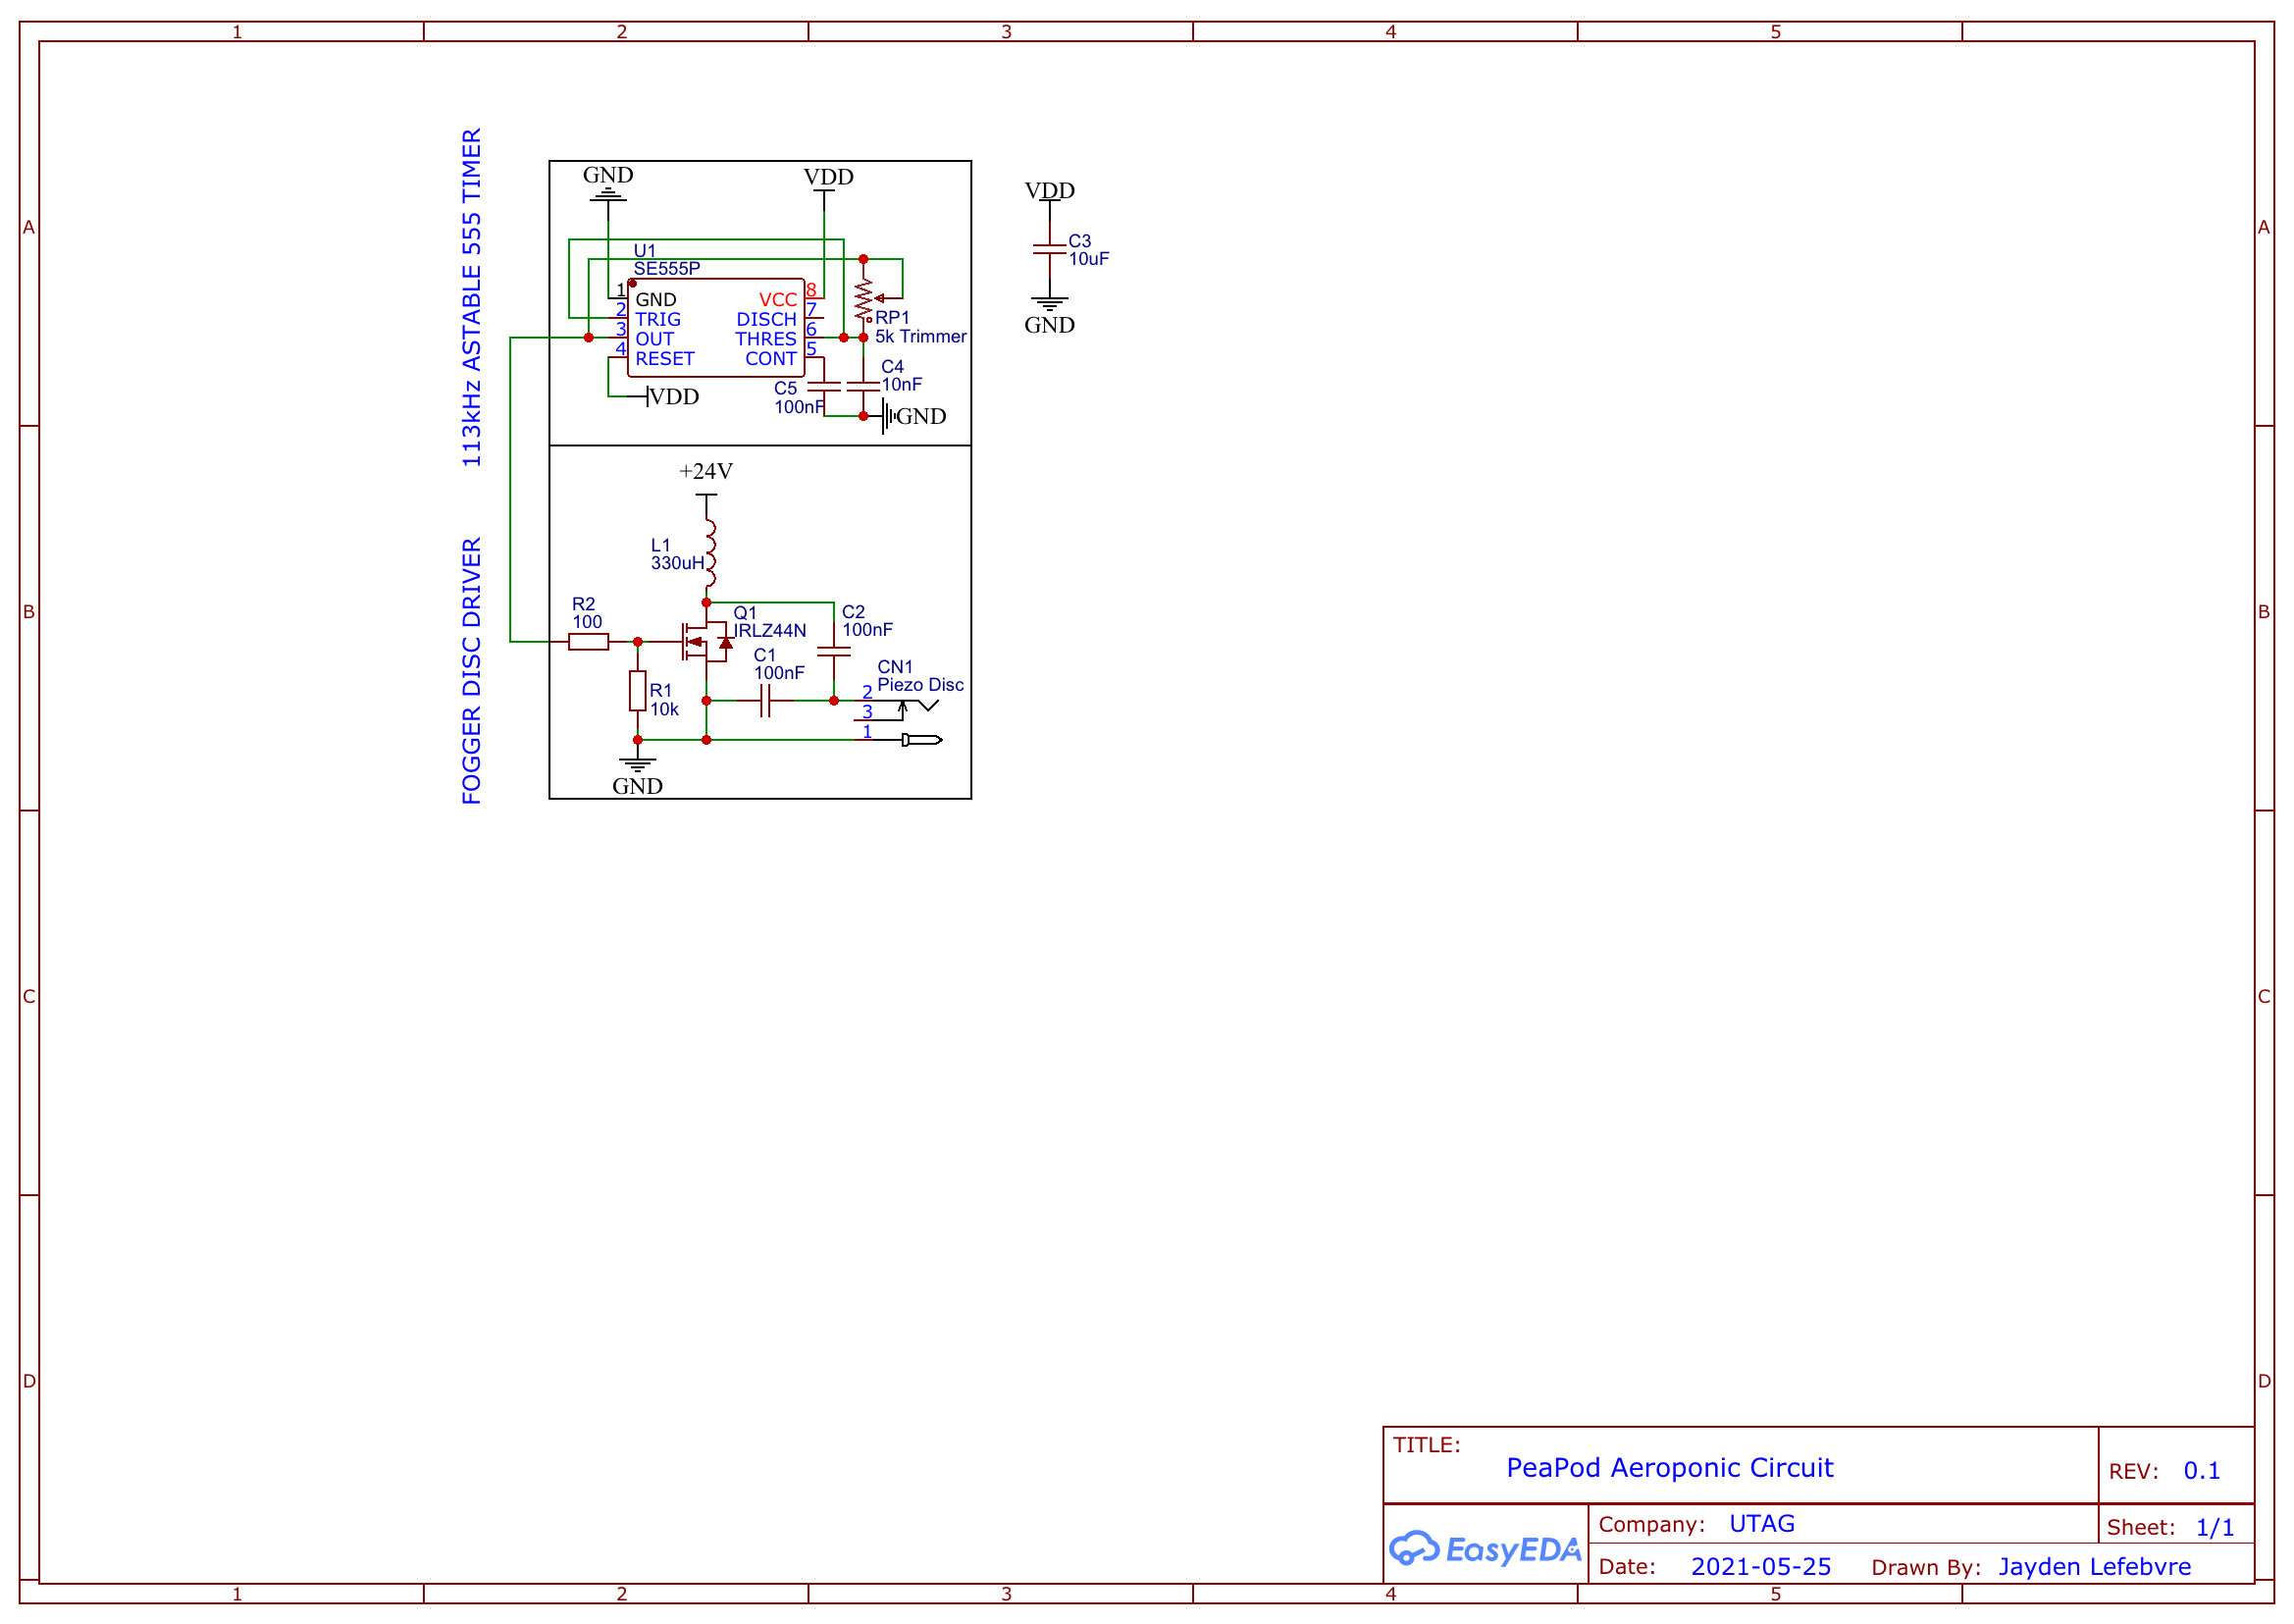 1 2 3 4 5
A A
B B
C C
D D
1 2 3 4 5
113kHz ASTABLE 555 TIMER
FOGGER DISC DRIVER
GND
VDD
U1
SE555P
1 GND
2 TRIG
3 OUT
4 RESET
VCC 8
DISCH 7
THRES 6
CONT 5
RP1
5k Trimmer
C4
10nF
C5
100nF
VDD
GND
VDD
C3
10uF
GND
+24V
L1
330uH
R2
100
Q1
IRLZ44N
C2
100nF
C1
100nF
CN1
Piezo Disc
2
3
1
R1
10k
GND
TITLE:
PeaPod Aeroponic Circuit
REV: 0.1
EasyEDA
Company: UTAG
Sheet: 1/1
Date: 2021-05-25 Drawn By: Jayden Lefebvre